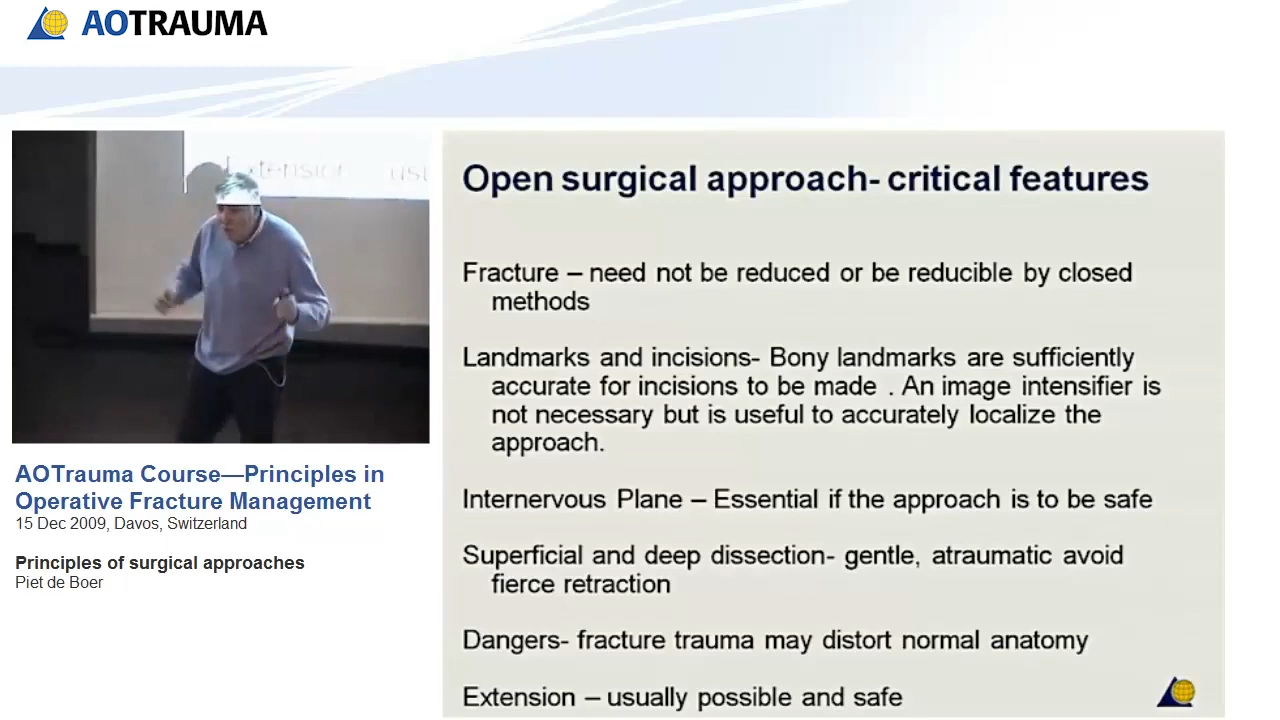 AOTRAUMA
Extension usu
Open surgical approach- critical features
Fracture – need not be reduced or be reducible by closed
methods
Landmarks and incisions- Bony landmarks are sufficiently
accurate for incisions to be made . An image intensifier is
not necessary but is useful to accurately localize the
approach.
Internervous Plane – Essential if the approach is to be safe
Superficial and deep dissection- gentle, atraumatic avoid
fierce retraction
Dangers- fracture trauma may distort normal anatomy
Extension – usually possible and safe
AOTrauma Course—Principles in
Operative Fracture Management
15 Dec 2009, Davos, Switzerland
Principles of surgical approaches
Piet de Boer